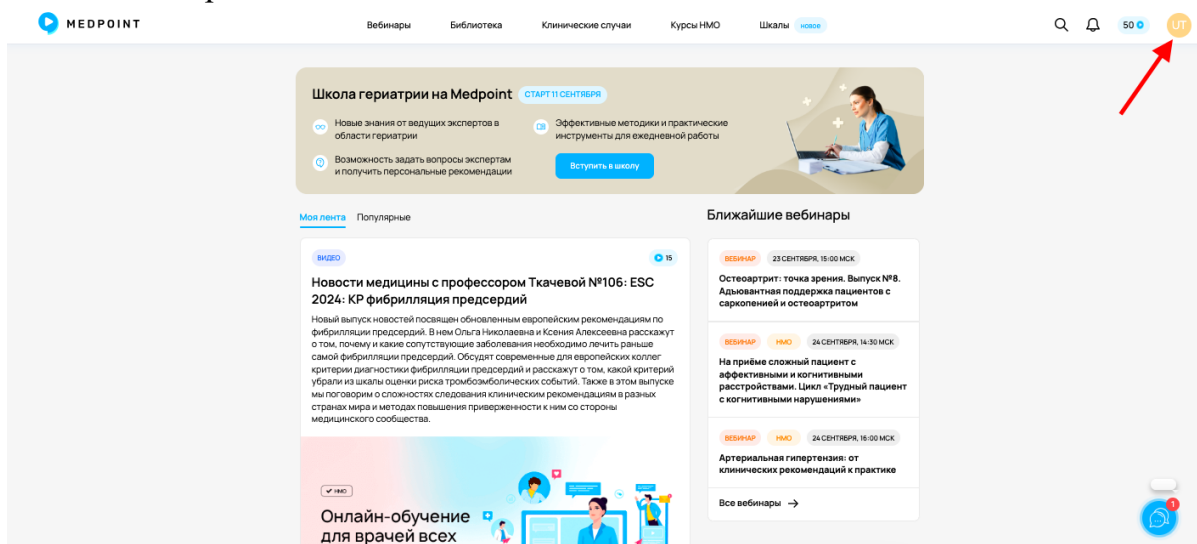 MEDPOINT
Вебинары Библиотека Клинические случаи Курсы НМО Шкалы новое
50
UT
Школа гериатрии на Medpoint СТАРТ 11 СЕНТЯБРЯ
Новые знания от ведущих экспертов в
области гериатрии
Эффективные методики и практические
инструменты для ежедневной работы
Возможность задать вопросы экспертам
и получить персональные рекомендации
Вступить в школу
Моя лента Популярные
ВИДЕО 15
Новости медицины с профессором Ткачевой №106: ESC
2024: КР фибрилляция предсердий
Новый выпуск новостей посвящен обновленным европейским рекомендациям по
фибрилляции предсердий. В нем Ольга Николаевна и Ксения Алексеевна расскажут
о том, почему и какие сопутствующие заболевания необходимо лечить раньше
самой фибрилляции предсердий. Обсудят современные для европейских коллег
критерии диагностики фибрилляции предсердий и расскажут о том, какой критерий
убрали из шкалы оценки риска тромбоэмболических событий. Также в этом выпуске
мы поговорим о сложностях следования клиническим рекомендациям в разных
странах мира и методах повышения приверженности к ним со стороны
медицинского сообщества.
НМО
Онлайн-обучение
для врачей всех
Ближайшие вебинары
ВЕБИНАР 23 СЕНТЯБРЯ, 15:00 МСК
Остеоартрит: точка зрения. Выпуск №8.
Адъювантная поддержка пациентов с
саркопенией и остеоартритом
ВЕБИНАР НМО 24 СЕНТЯБРЯ, 14:30 МСК
На приёме сложный пациент с
аффективными и когнитивными
расстройствами. Цикл «Трудный пациент
с когнитивными нарушениями»
ВЕБИНАР НМО 24 СЕНТЯБРЯ, 16:00 МСК
Артериальная гипертензия: от
клинических рекомендаций к практике
Все вебинары →
1